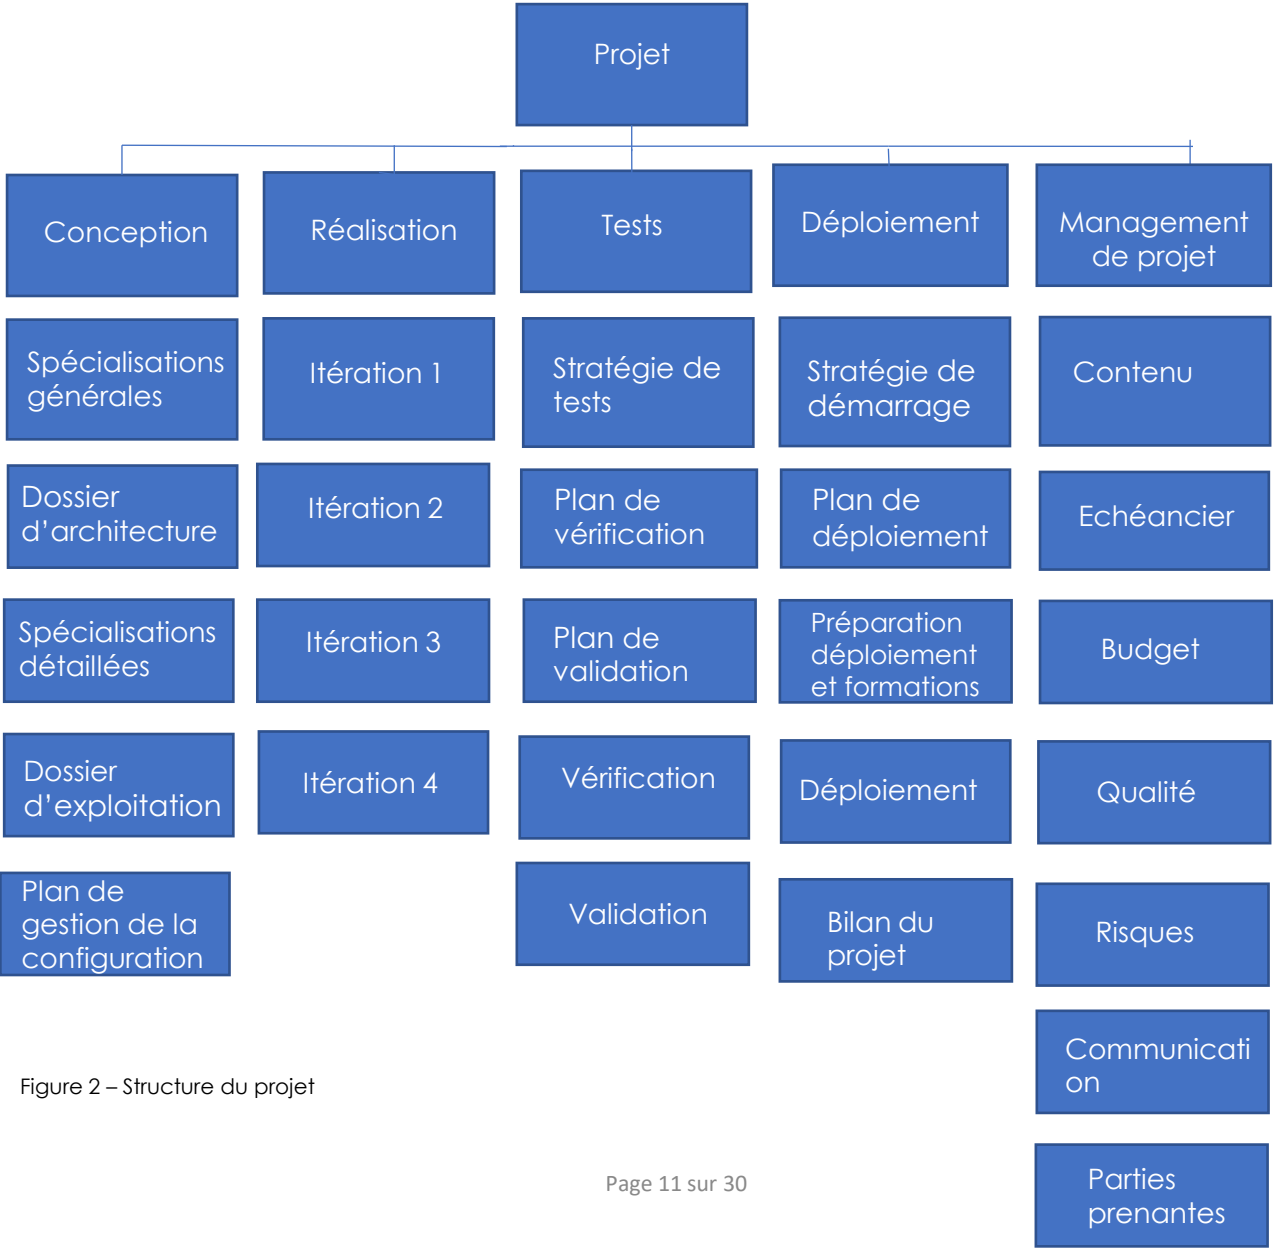 Projet
Conception
Réalisation
Tests
Déploiement
Management
de projet
Spécialisations
générales
Itération 1
Stratégie de
tests
Stratégie de
démarrage
Contenu
Dossier
d’architecture
Itération 2
Plan de
vérification
Plan de
déploiement
Echéancier
Spécialisations
détaillées
Itération 3
Plan de
validation
Préparation
déploiement
et formations
Budget
Dossier
d’exploitation
Itération 4
Vérification
Déploiement
Qualité
Plan de
gestion de la
configuration
Validation
Bilan du
projet
Risques
Communicati
on
Figure 2 – Structure du projet
Parties
prenantes
Page 11 sur 30